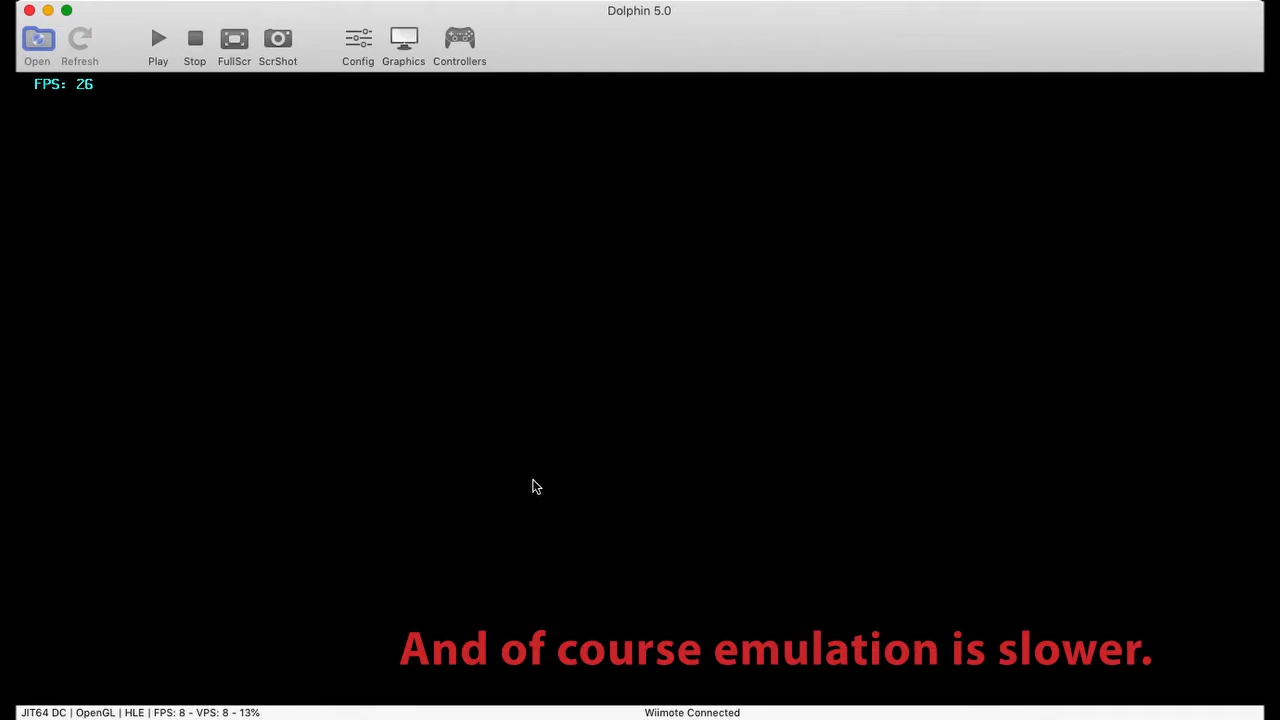 Dolphin 5.0
Open Refresh Play Stop FullScr ScrShot Config Graphics Controllers
FPS: 26
And of course emulation is slower.
JIT64 DC | OpenGL | HLE | FPS: 8 - VPS: 8 - 13% Wiimote Connected